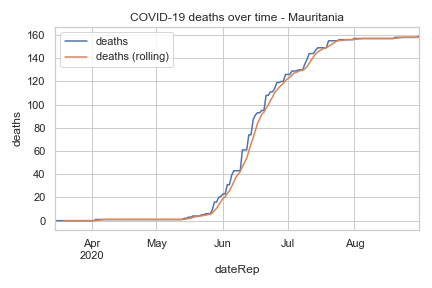 COVID-19 deaths over time - Mauritania
deaths
deaths (rolling)
160
140
120
100
80
60
40
20
0
deaths
Apr
2020
May
Jun
Jul
Aug
dateRep